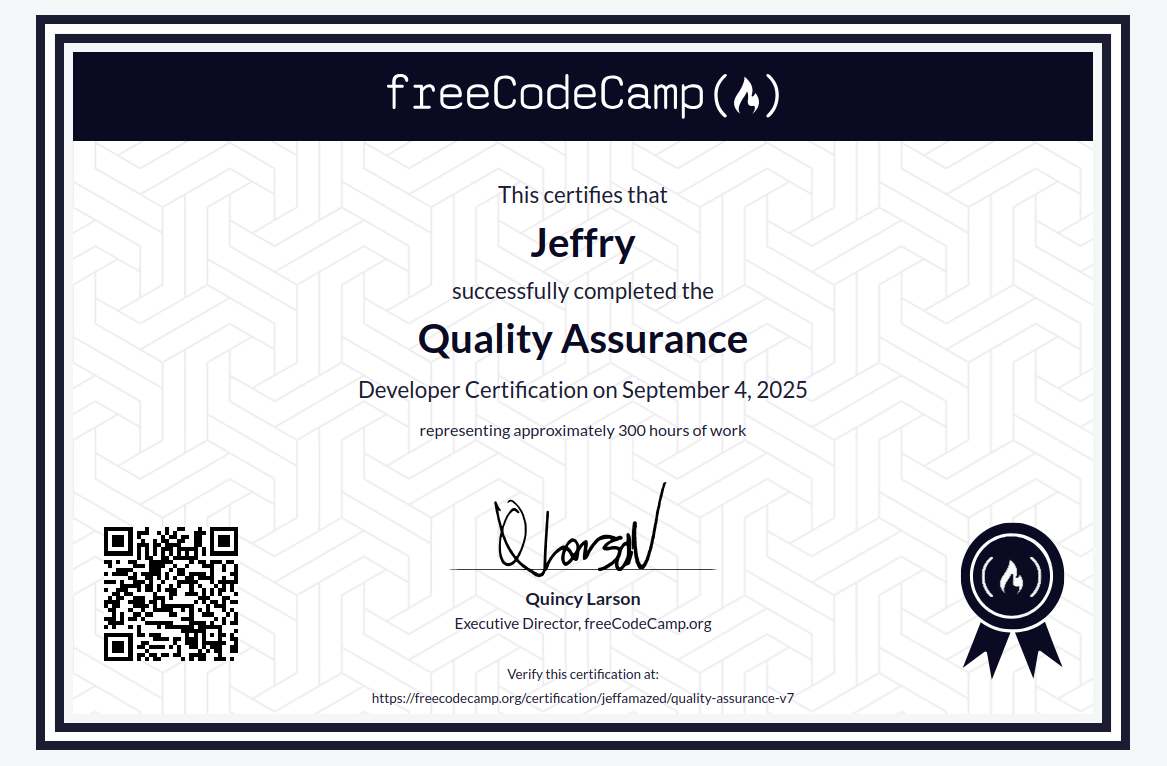 freeCodeCamp
This certifies that
Jeffry
successfully completed the
Quality Assurance
Developer Certification on September 4, 2025
representing approximately 300 hours of work
Quincy Larson
Executive Director, freeCodeCamp.org
Verify this certification at:
https://freecodecamp.org/certification/jeffamazed/quality-assurance-v7